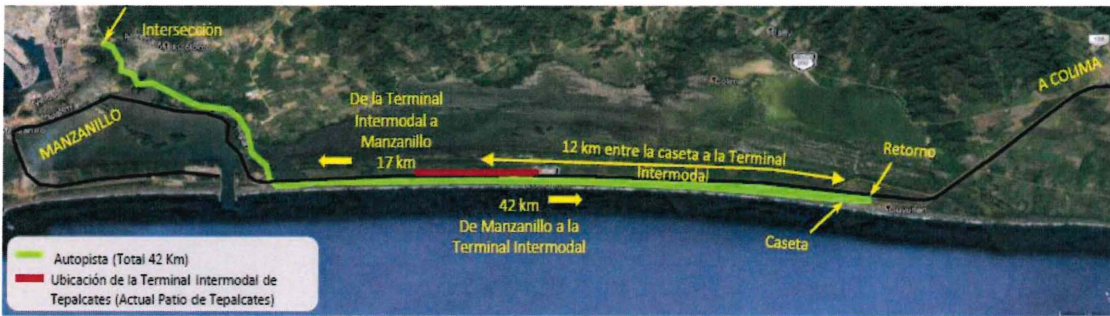 Intersección
A COLIMA
MANZANILLO
De la Terminal
Intermodal a
Manzanillo
17 km
12 km entre la caseta a la Terminal
Intermodal
Retorno
42 km
De Manzanillo a la
Terminal Intermodal
Caseta
Autopista (Total 42 Km)
Ubicación de la Terminal Intermodal de
Tepalcates (Actual Patio de Tepalcates)